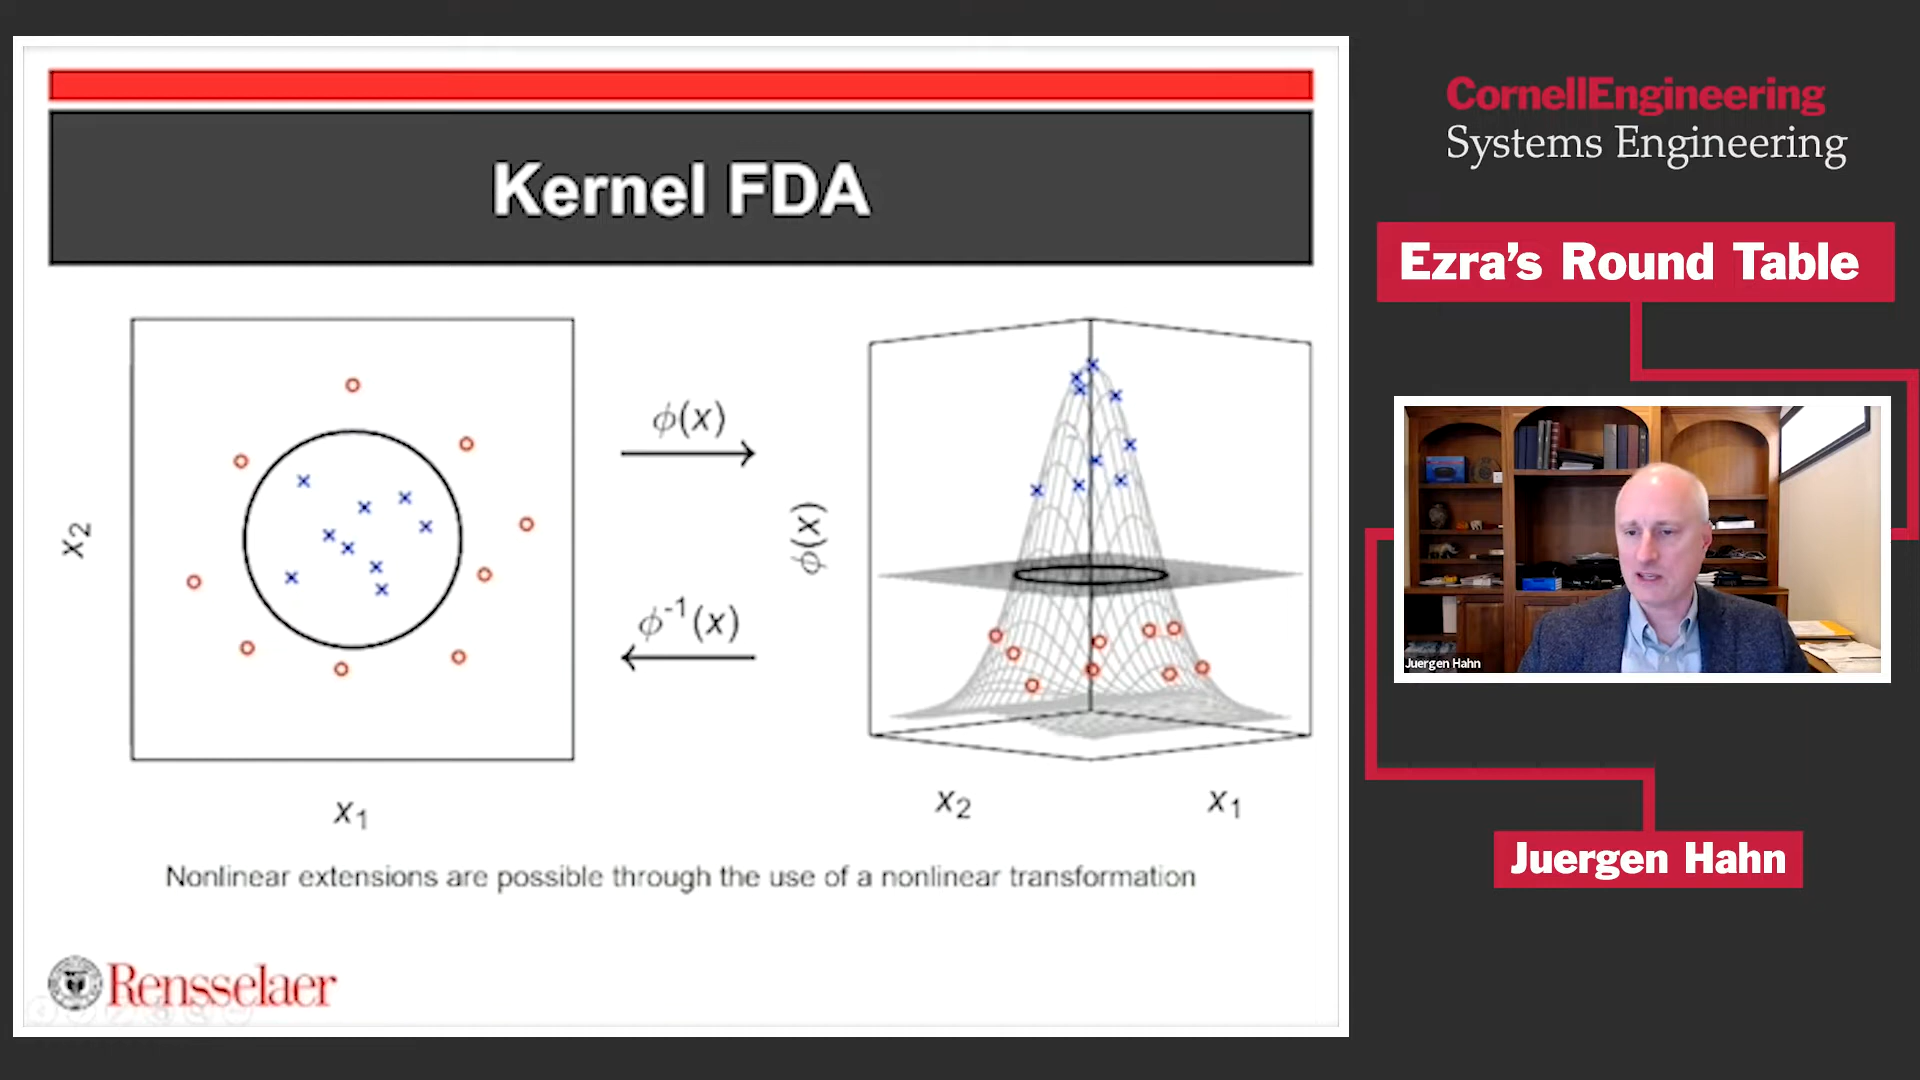 Kernel FDA
x2
x1
ϕ(x)
ϕ-1(x)
ϕ(x)
x2
x1
Nonlinear extensions are possible through the use of a nonlinear transformation
Rensselaer
CornellEngineering
Systems Engineering
Ezra's Round Table
Juergen Hahn
Juergen Hahn